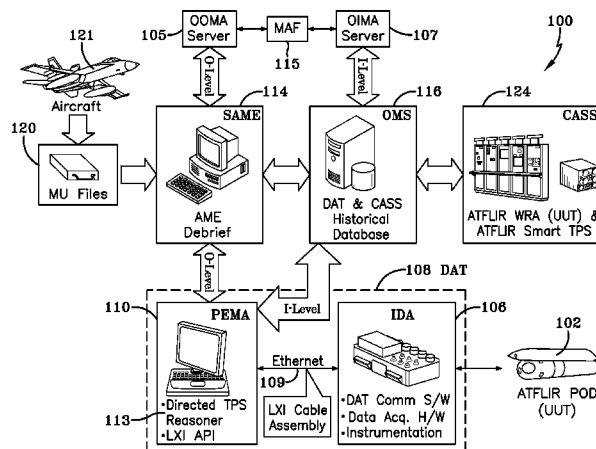 121
OOMA
Server
105
MAF
115
OIMA
Server
107
100
Aircraft
O-Level
I-Level
120
MU Files
114
SAME
AME
Debrief
116
OMS
DAT & CASS
Historical
Database
124
CASS
ATFLIR WRA (UUT) &
ATFLIR Smart TPS
O-Level
I-Level
108 DAT
110
PEMA
113
•Directed TPS
Reasoner
•LXI API
Ethernet
109
LXI Cable
Assembly
IDA
106
•DAT Comm S/W
•Data Acq. H/W
•Instrumentation
102
ATFLIR POD
(UUT)